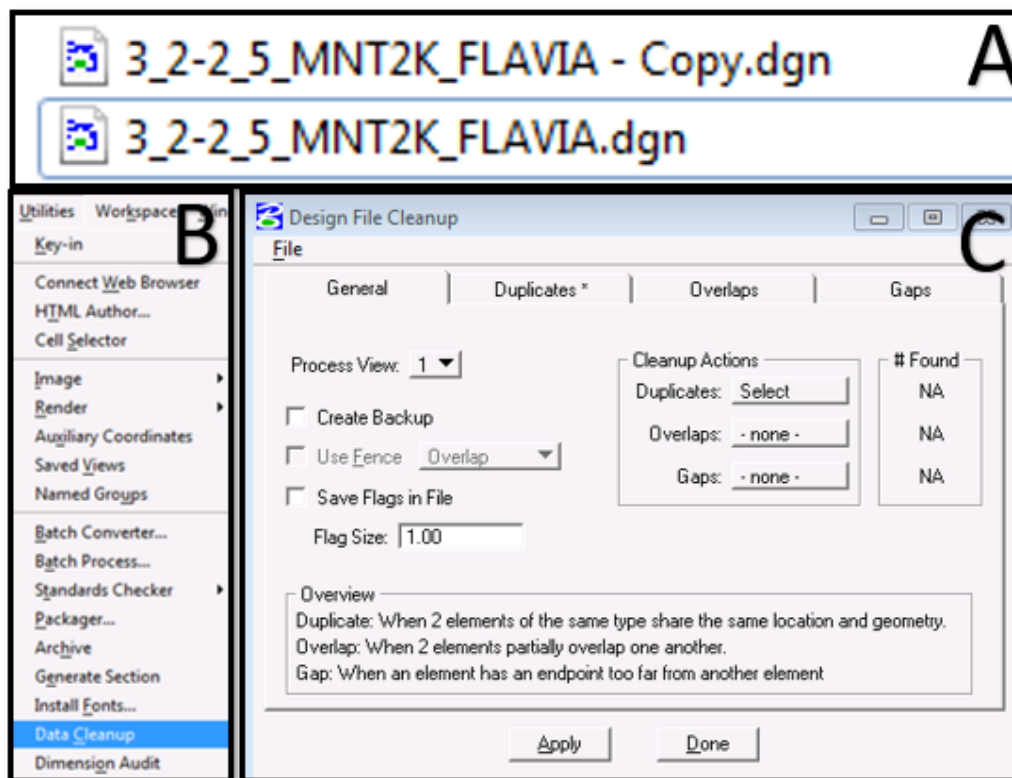 3_2-2_5_MNT2K_FLAVIA - Copy.dgn
A
3_2-2_5_MNT2K_FLAVIA.dgn
Utilities Workspace
B
Key-in
Connect Web Browser
HTML Author...
Cell Selector
Image
Render
Auxiliary Coordinates
Saved Views
Named Groups
Batch Converter...
Batch Process...
Standards Checker
Packager...
Archive
Generate Section
Install Fonts...
Data Cleanup
Dimension Audit
Design File Cleanup
C
File
General Duplicates * Overlaps Gaps
Process View: 1
Create Backup
Use Fence Overlap
Save Flags in File
Flag Size: 1.00
Cleanup Actions
Duplicates: Select
Overlaps: - none -
Gaps: - none -
# Found
NA
NA
NA
Overview
Duplicate: When 2 elements of the same type share the same location and geometry.
Overlap: When 2 elements partially overlap one another.
Gap: When an element has an endpoint too far from another element
Apply Done